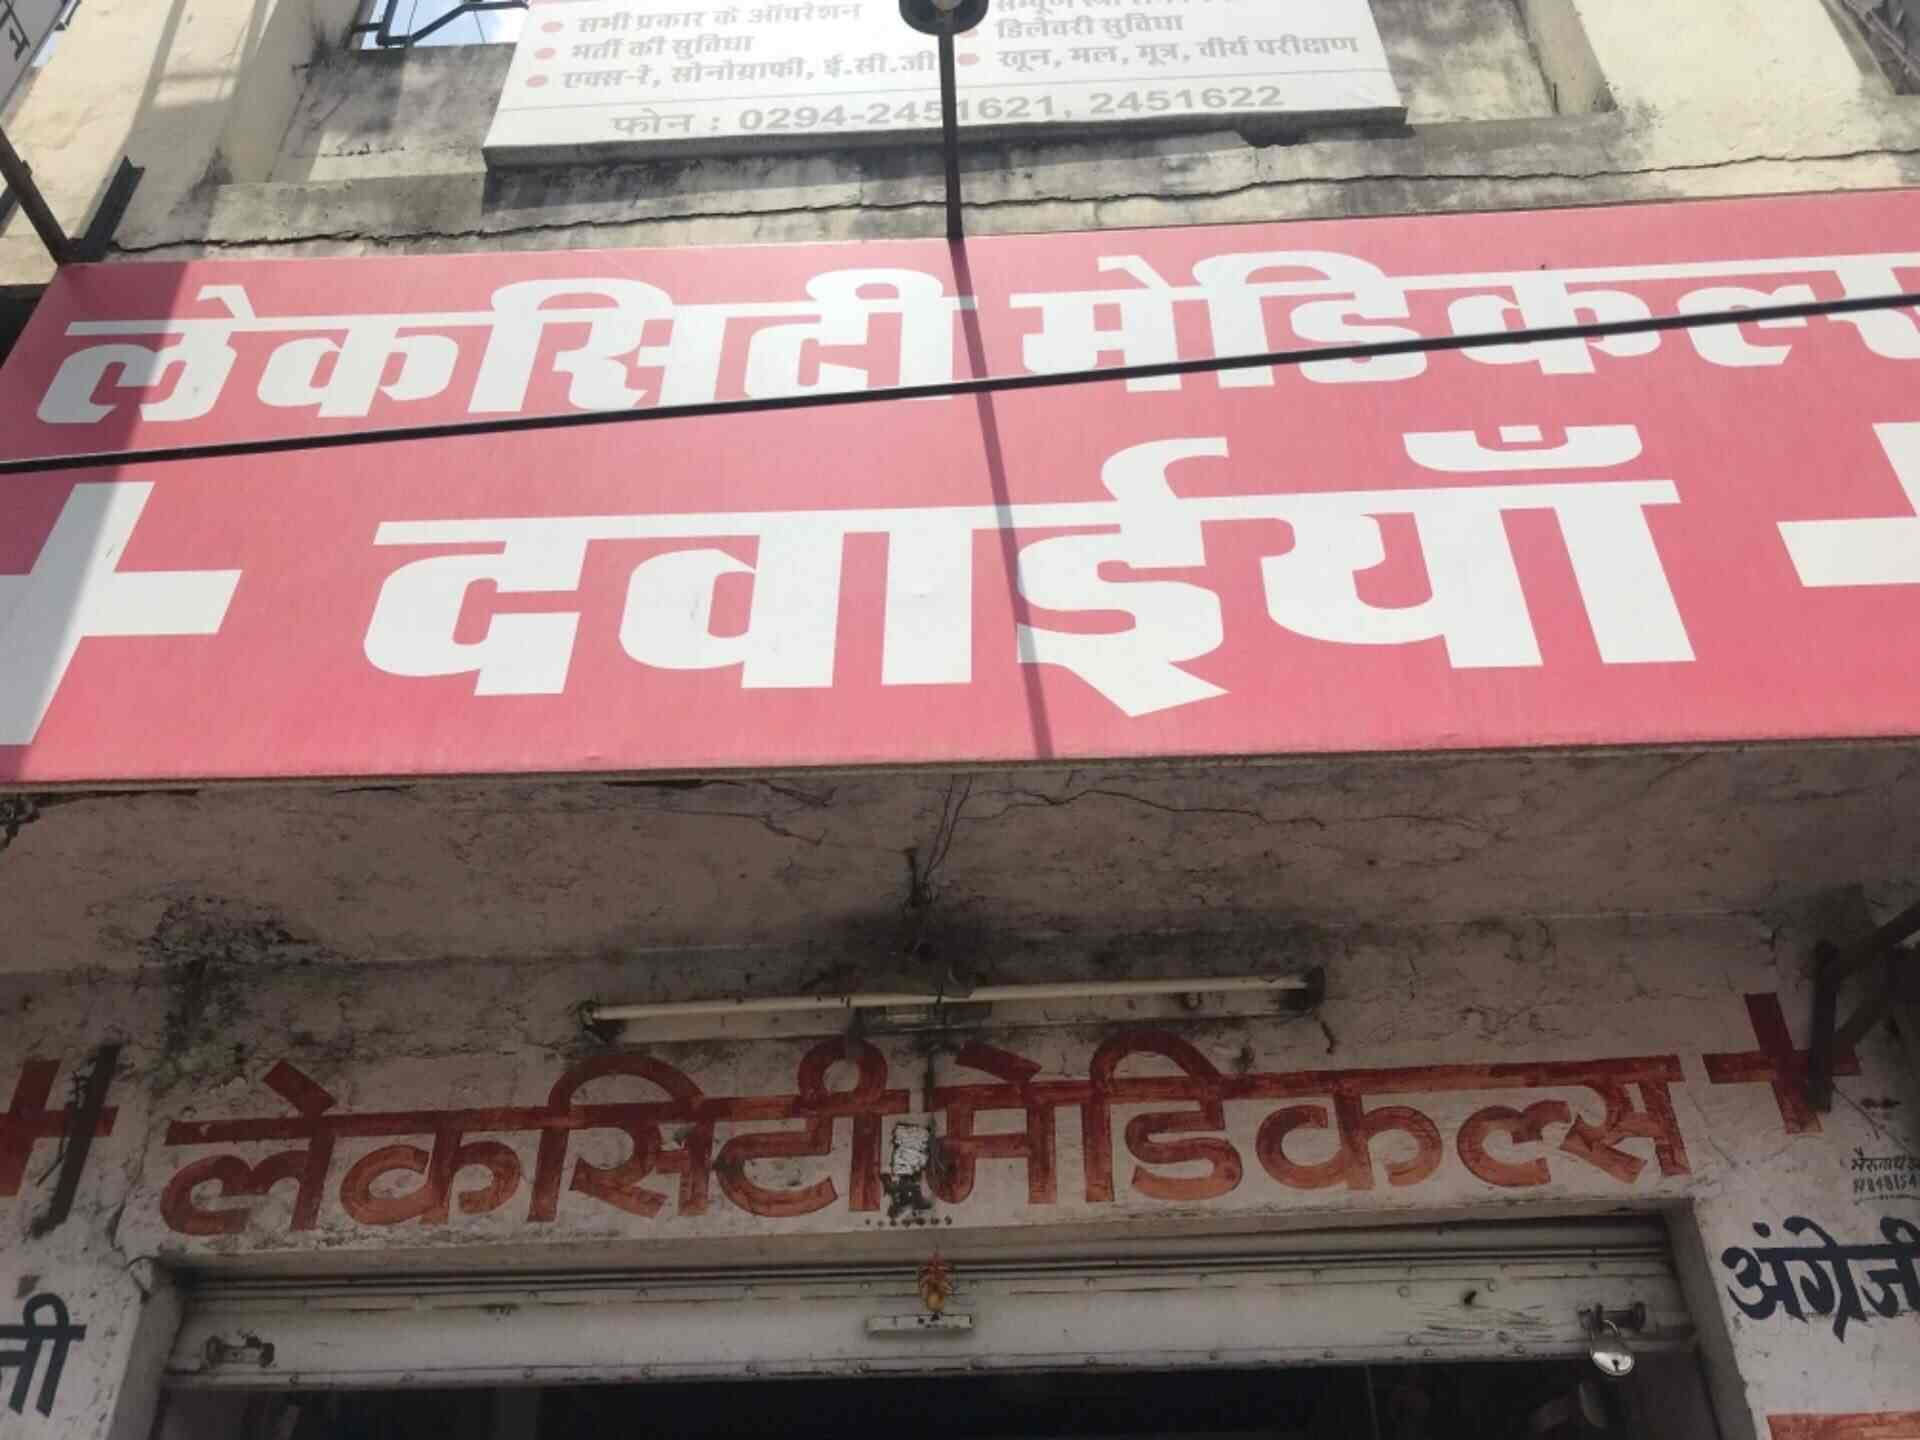 सभी प्रकार के ऑपरेशन
भर्ती की सुविधा
एक्स-रे, सोनोग्राफी, ई.सी.जी
डिलेवरी सुविधा
खून, मल, मूत्र, वीर्य परीक्षण
फोन : 0294-2451621, 2451622
लेकसिटी मेडिकल्स
दवाईयाँ
लेकसिटी मेडिकल्स
अंग्रेजी